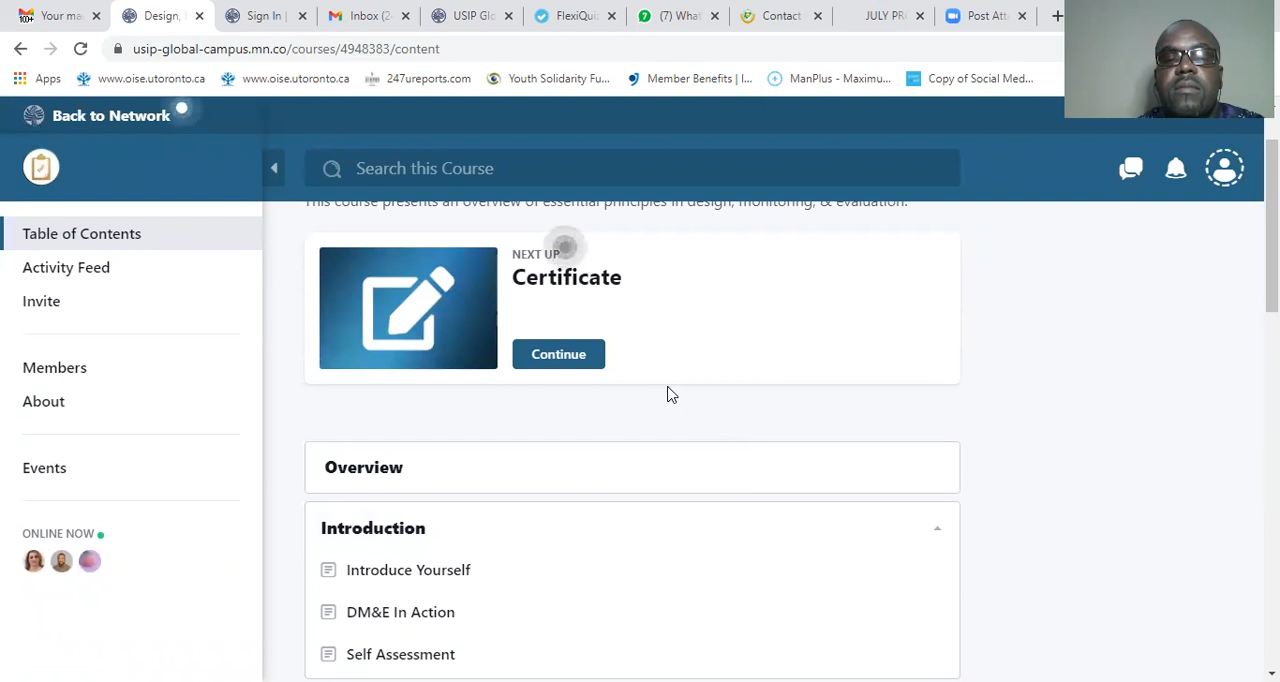 Your ma
Design,
Sign In |
Inbox (2
USIP Glo
FlexiQui
(7) What
Contact
JULY PR
Post Att
usip-global-campus.mn.co/courses/4948383/content
Apps
www.oise.utoronto.ca
www.oise.utoronto.ca
247ureports.com
Youth Solidarity Fu...
Member Benefits | I...
ManPlus - Maximu...
Copy of Social Med...
Back to Network
Search this Course
This course presents an overview of essential principles in design, monitoring, & evaluation.
Table of Contents
Activity Feed
Invite
Members
About
Events
ONLINE NOW
NEXT UP
Certificate
Continue
Overview
Introduction
Introduce Yourself
DM&E In Action
Self Assessment